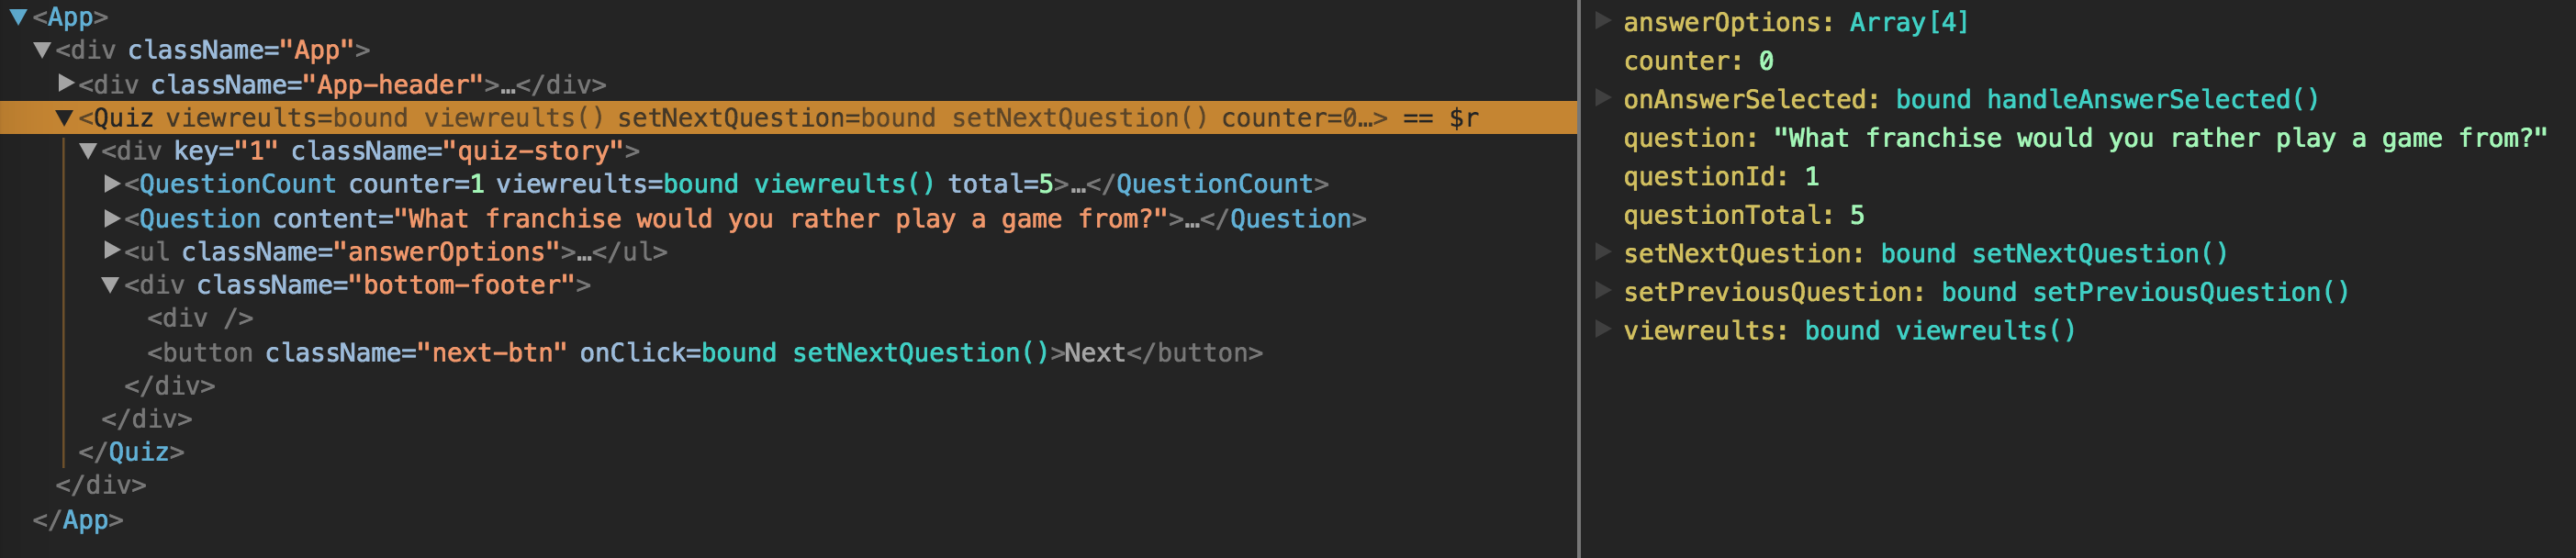 <App>
<div className="App">
<div className="App-header">…</div>
<Quiz viewreults=bound viewreults() setNextQuestion=bound setNextQuestion() counter=0…> == $r
<div key="1" className="quiz-story">
<QuestionCount counter=1 viewreults=bound viewreults() total=5>…</QuestionCount>
<Question content="What franchise would you rather play a game from?">…</Question>
<ul className="answerOptions">…</ul>
<div className="bottom-footer">
<div />
<button className="next-btn" onClick=bound setNextQuestion()>Next</button>
</div>
</div>
</Quiz>
</div>
</App>
answerOptions: Array[4]
counter: 0
onAnswerSelected: bound handleAnswerSelected()
question: "What franchise would you rather play a game from?"
questionId: 1
questionTotal: 5
setNextQuestion: bound setNextQuestion()
setPreviousQuestion: bound setPreviousQuestion()
viewreults: bound viewreults()